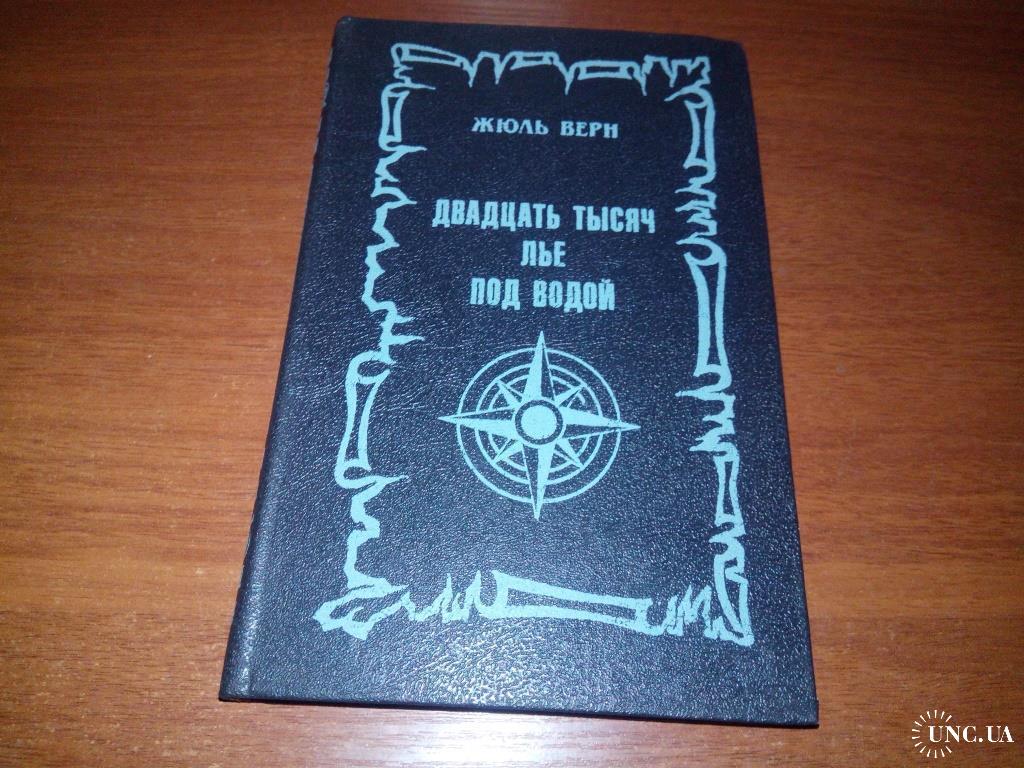 ЖЮЛЬ ВЕРН
ДВАДЦАТЬ ТЫСЯЧ
ЛЬЕ
ПОД ВОДОЙ
UNC.UA